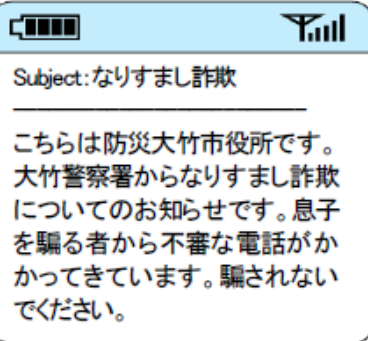 Subject:なりすまし詐欺
こちらは防災大竹市役所です。
大竹警察署からなりすまし詐欺
についてのお知らせです。息子
を騙る者から不審な電話がか
かってきています。騙されない
でください。